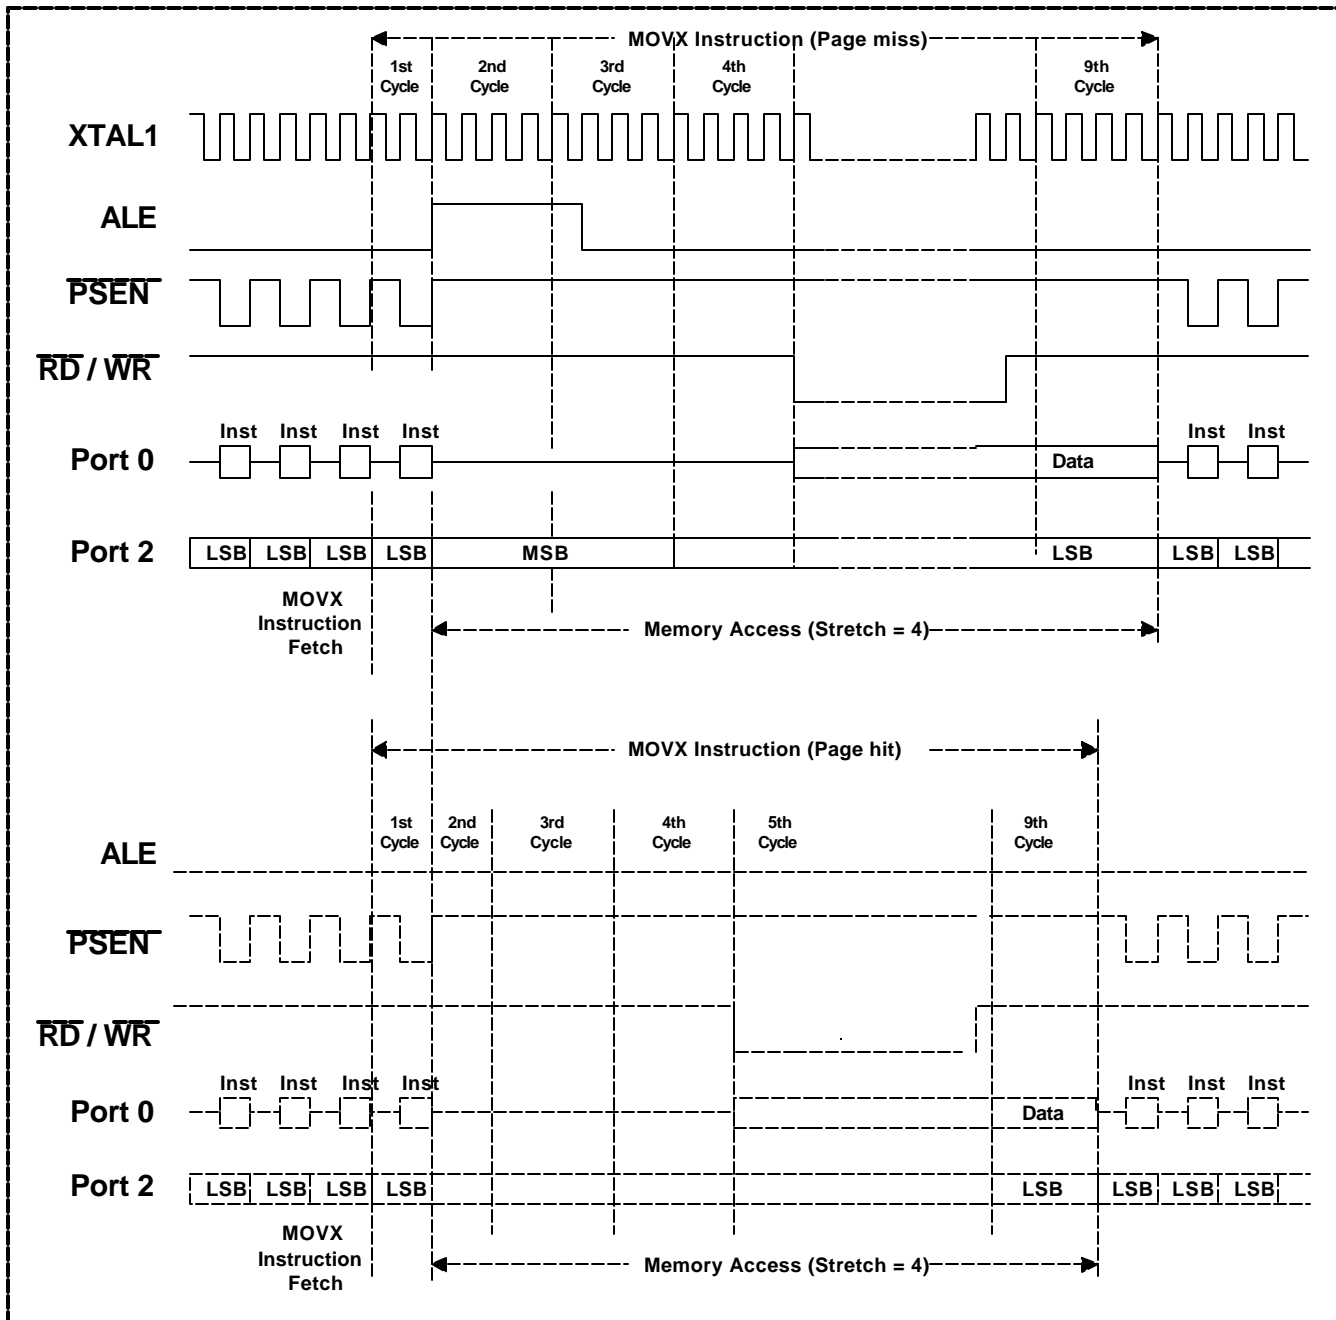 MOVX Instruction (Page miss)
1st Cycle
2nd Cycle
3rd Cycle
4th Cycle
9th Cycle
XTAL1
ALE
PSEN
RD / WR
Inst Inst Inst Inst Inst Inst
Port 0
Data
Port 2
LSB LSB LSB LSB MSB LSB LSB LSB
MOVX
Instruction
Fetch
Memory Access (Stretch = 4)
MOVX Instruction (Page hit)
1st Cycle
2nd Cycle
3rd Cycle
4th Cycle
5th Cycle
9th Cycle
ALE
PSEN
RD / WR
Inst Inst Inst Inst Inst Inst Inst
Port 0
Data
Port 2
LSB LSB LSB LSB LSB LSB LSB LSB
MOVX
Instruction
Fetch
Memory Access (Stretch = 4)